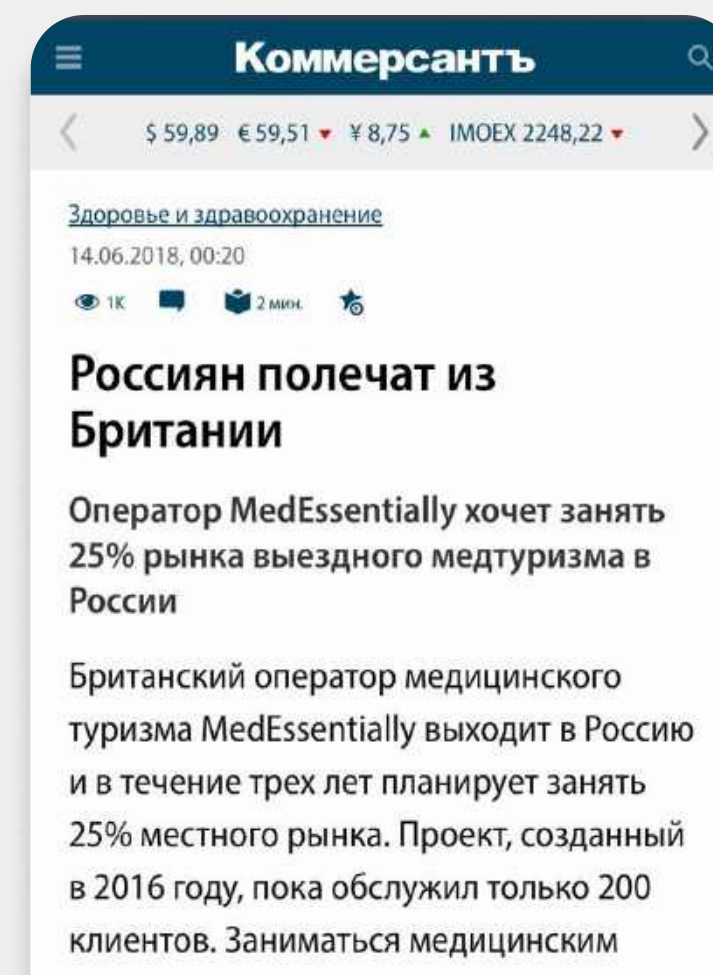 Коммерсантъ
$ 59,89 € 59,51 ▼ ¥ 8,75 ▲ IMOEX 2248,22 ▼
Здоровье и здравоохранение
14.06.2018, 00:20
1K 2 мин.
Россиян полечат из
Британии
Оператор MedEssentially хочет занять
25% рынка выездного медтуризма в
России
Британский оператор медицинского
туризма MedEssentially выходит в Россию
и в течение трех лет планирует занять
25% местного рынка. Проект, созданный
в 2016 году, пока обслужил только 200
клиентов. Заниматься медицинским